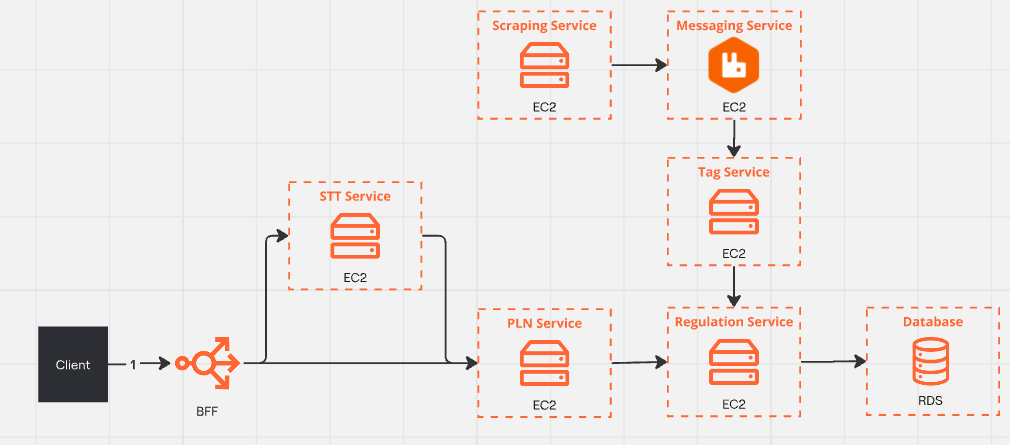 Scraping Service
EC2
Messaging Service
EC2
Tag Service
EC2
STT Service
EC2
Client
1
BFF
PLN Service
EC2
Regulation Service
EC2
Database
RDS